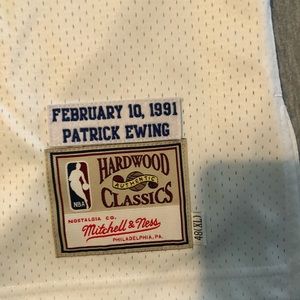 FEBRUARY 10, 1991
PATRICK EWING
HARDWOOD
AUTHENTIC
CLASSICS
NBA
NOSTALGIA CO.
Mitchell & Ness
PHILADELPHIA, PA.
48(XL)